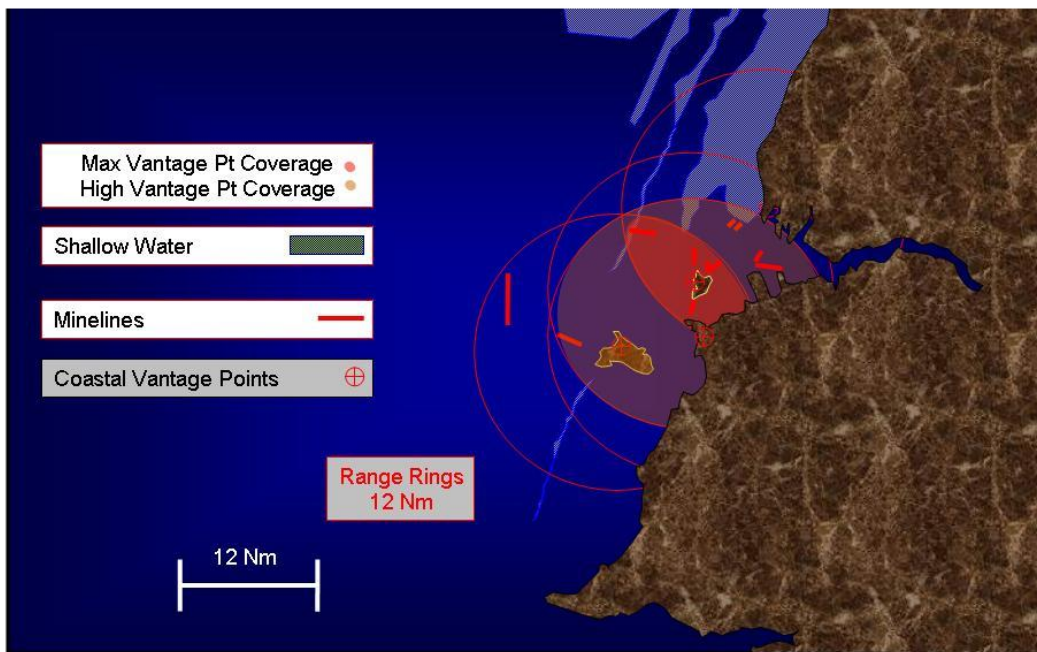 Max Vantage Pt Coverage
High Vantage Pt Coverage
Shallow Water
Minelines
Coastal Vantage Points
Range Rings
12 Nm
12 Nm